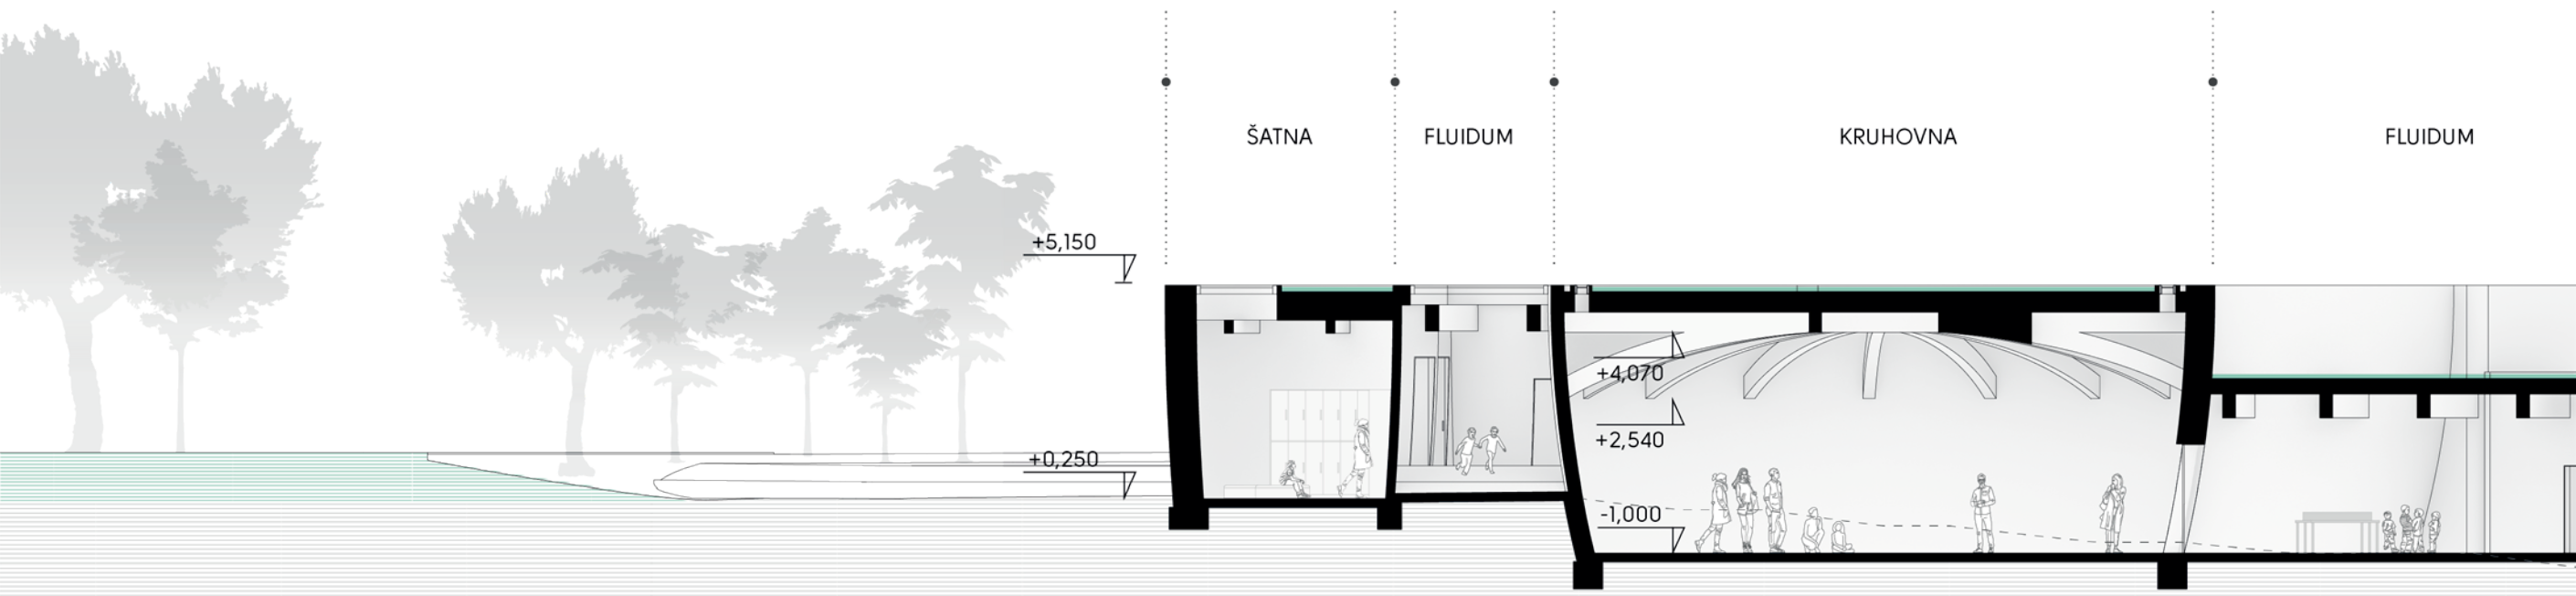 ŠATNA
FLUIDUM
KRUHOVNA
FLUIDUM
+5,150
+4,070
+2,540
+0,250
-1,000